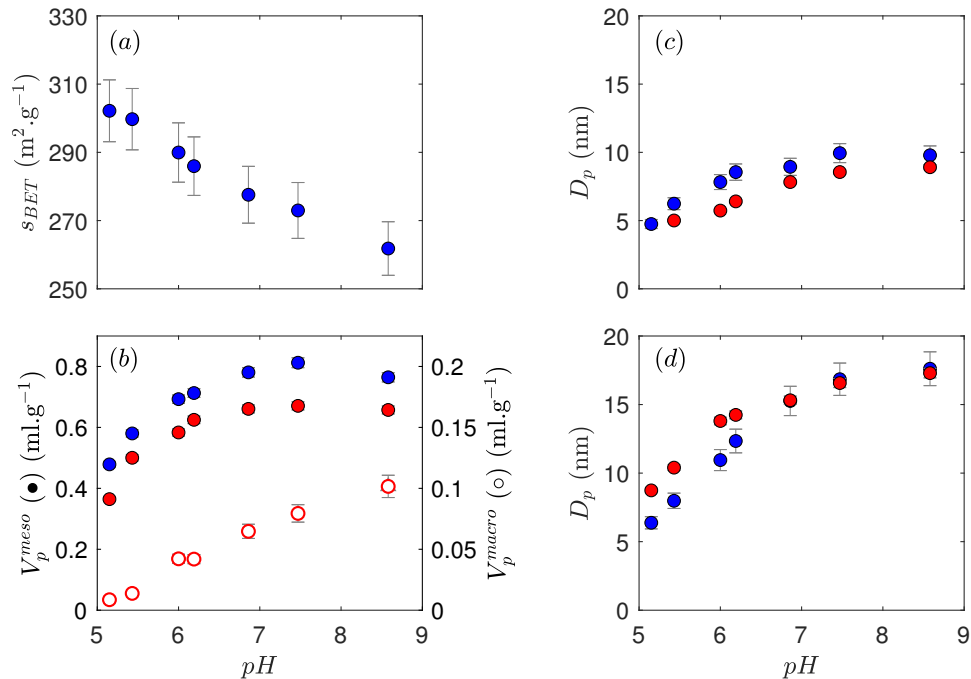 (a)
330
310
290
270
250
s_{BET} (m^2.g^{-1})
(c)
20
15
10
5
0
D_p (nm)
(b)
0.8
0.6
0.4
0.2
0
V_p^{meso} (●) (ml.g^{-1})
0.2
0.15
0.1
0.05
0
V_p^{macro} (○) (ml.g^{-1})
5 6 7 8 9
pH
(d)
20
15
10
5
0
D_p (nm)
5 6 7 8 9
pH